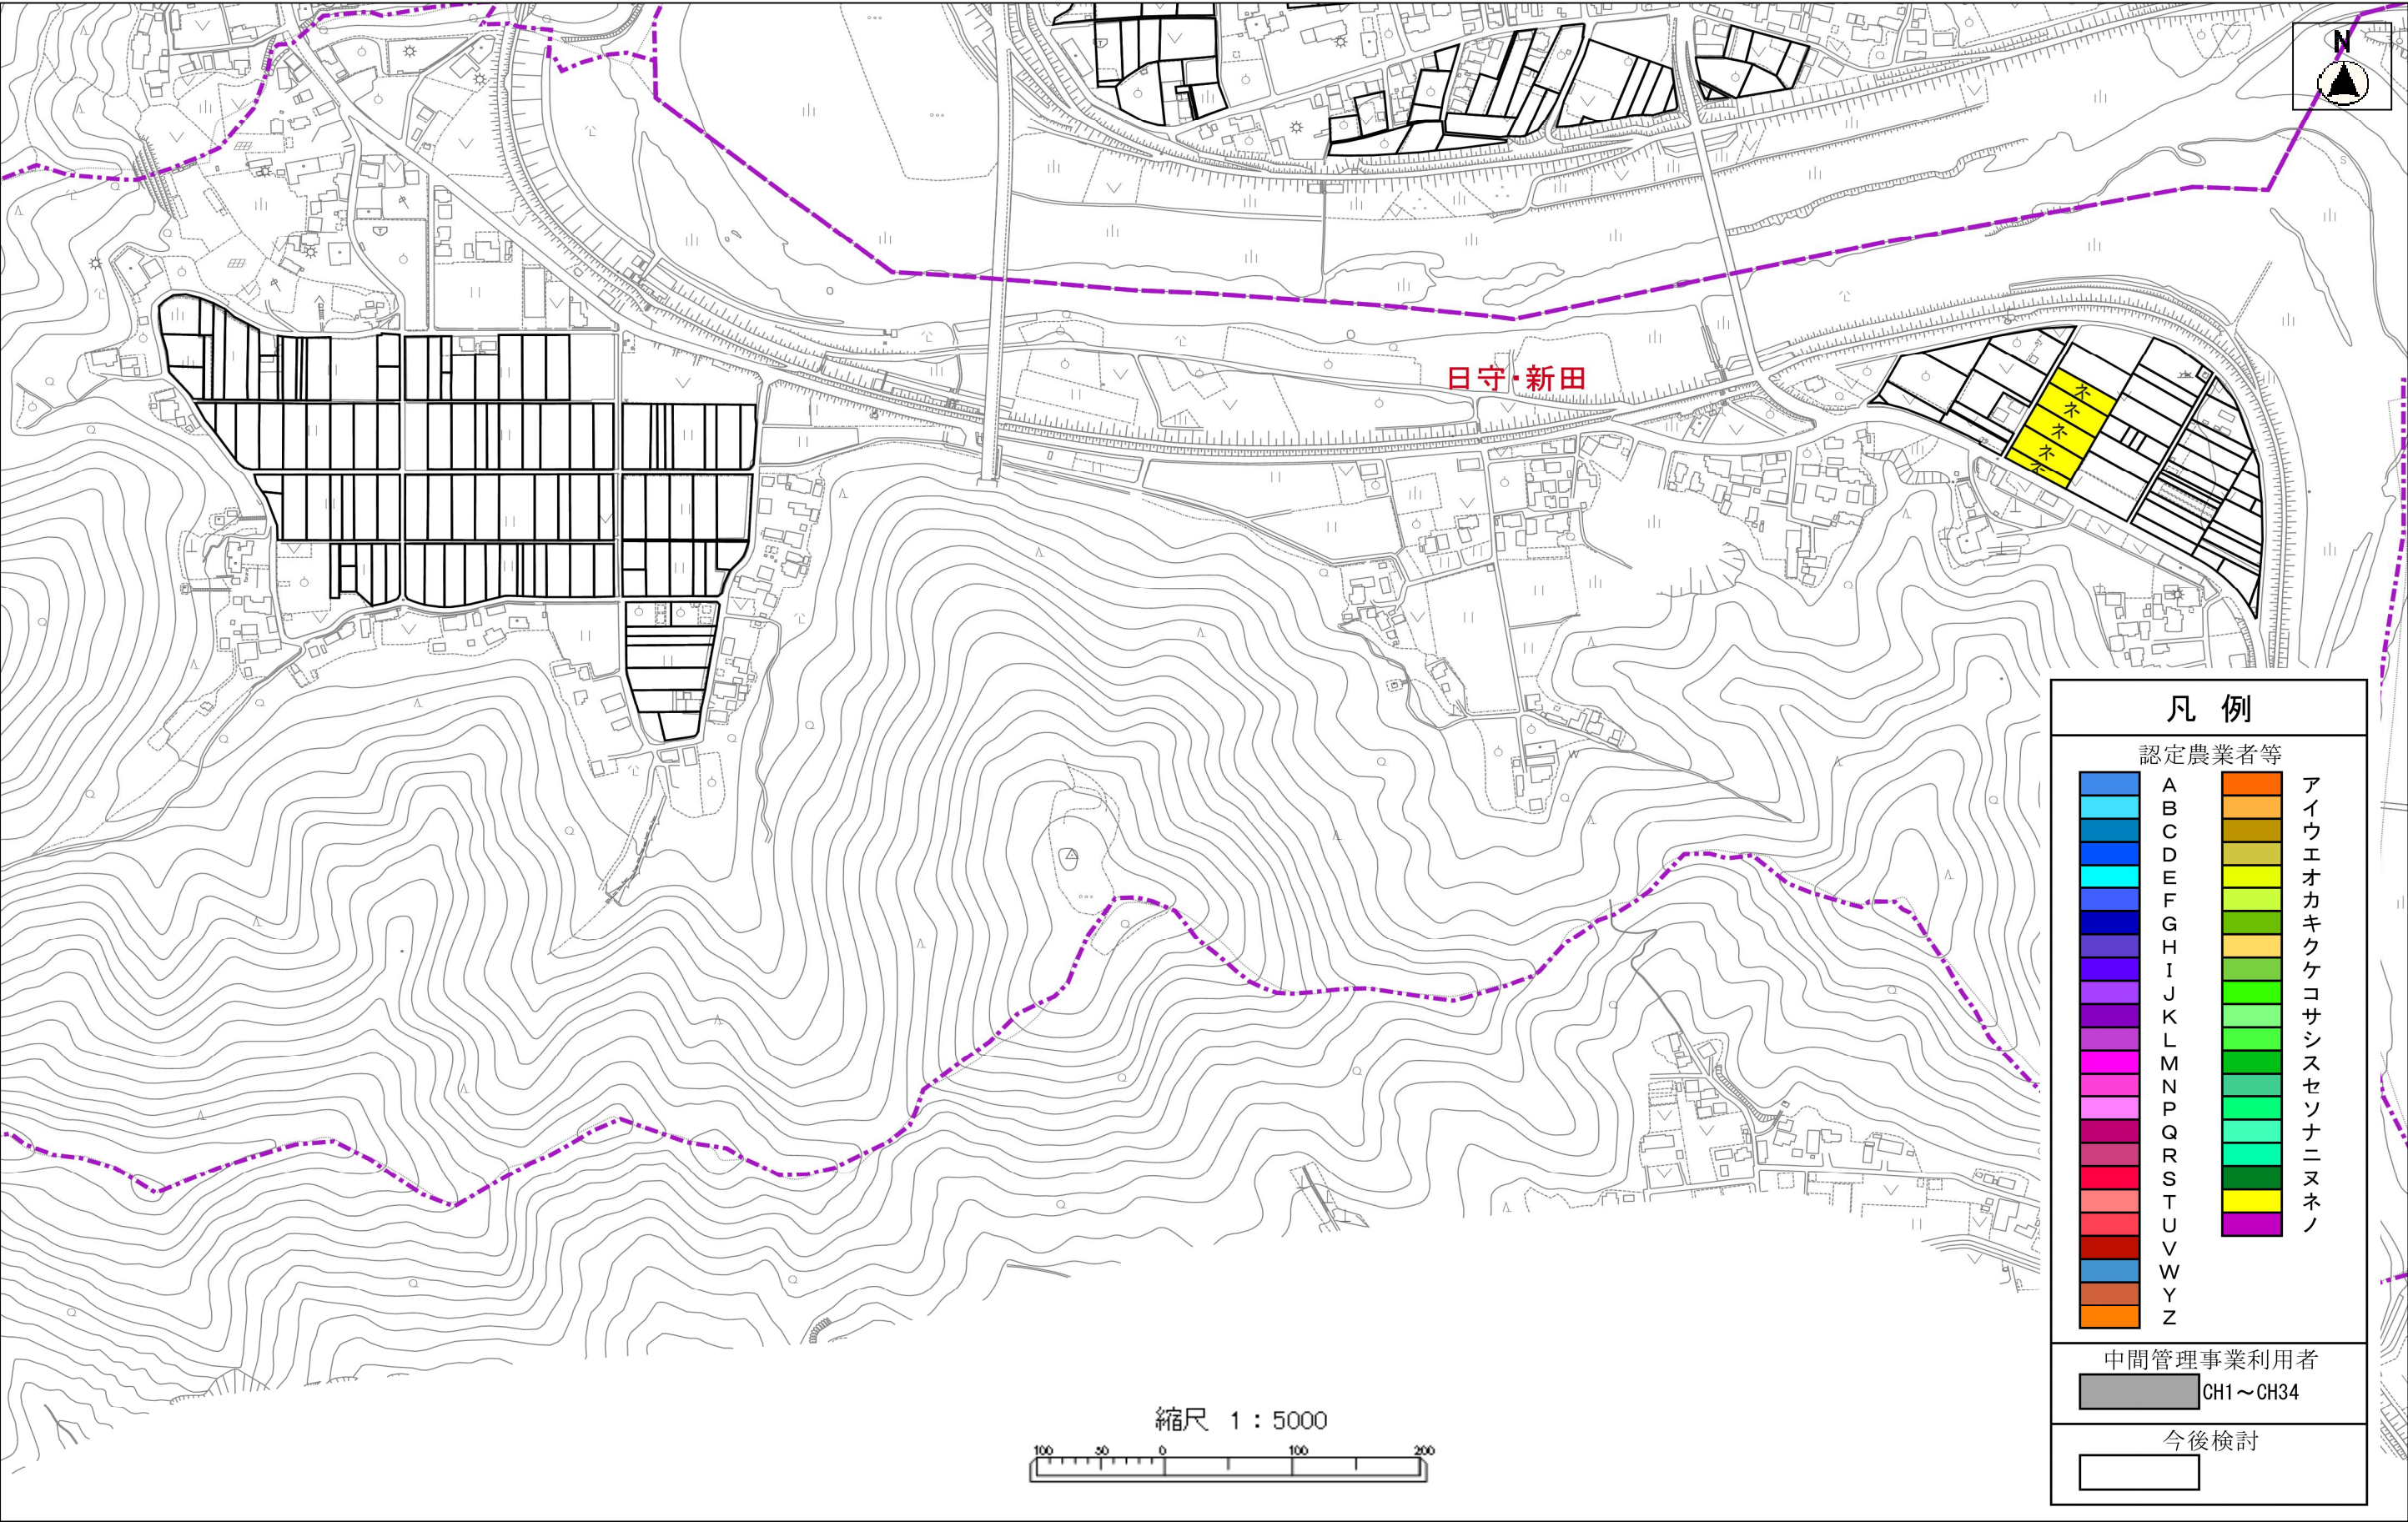 N
日守・新田
ネ
ネ
ネ
ネ
ネ
凡 例
認定農業者等
A ア
B イ
C ウ
D エ
E オ
F カ
G キ
H ク
I ケ
J コ
K サ
L シ
M ス
N セ
P ソ
Q ナ
R ニ
S ヌ
T ネ
U ノ
V
W
Y
Z
中間管理事業利用者
CH1～CH34
今後検討
縮尺 1：5000
100 50 0 100 200